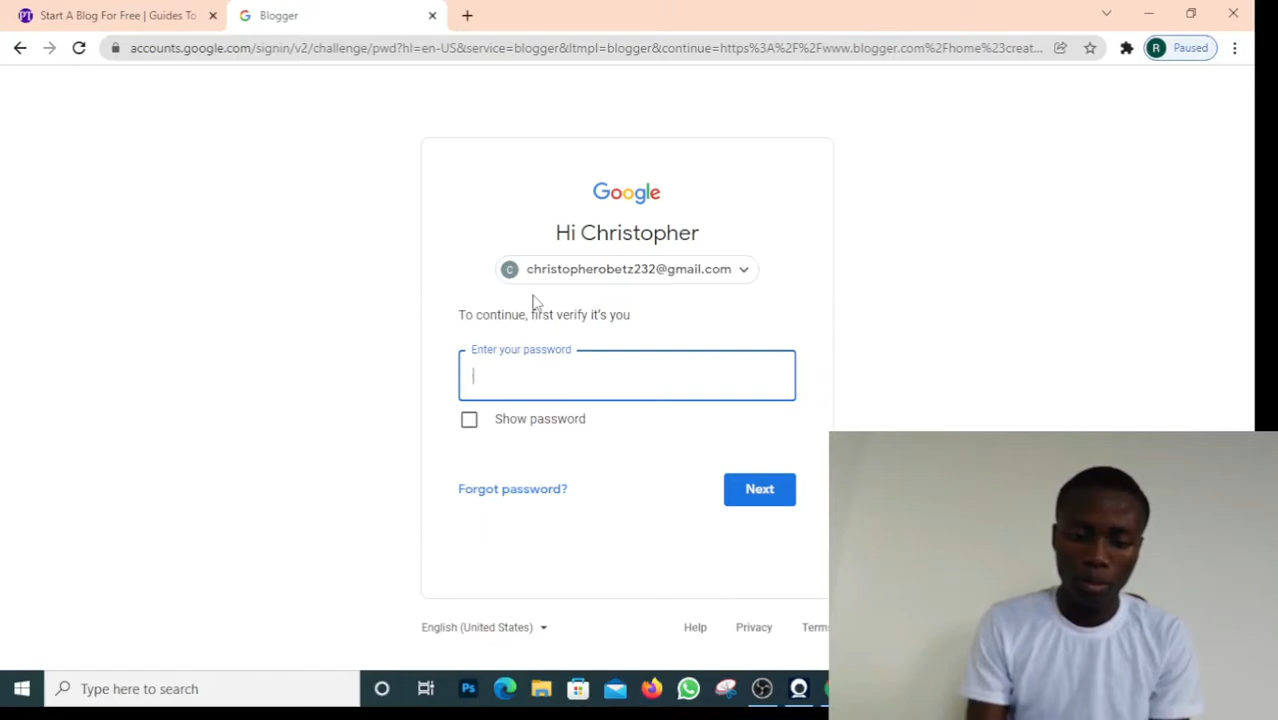 PT Start A Blog For Free | Guides To
Blogger
accounts.google.com/signin/v2/challenge/pwd?hl=en-US&service=blogger&ltmpl=blogger&continue=https%3A%2F%2Fwww.blogger.com%2Fhome%23creat...
R Paused
Google
Hi Christopher
C christopherobetz232@gmail.com
To continue, first verify it's you
Enter your password
Show password
Forgot password?
Next
English (United States)
Help
Privacy
Terms
Type here to search
Ps